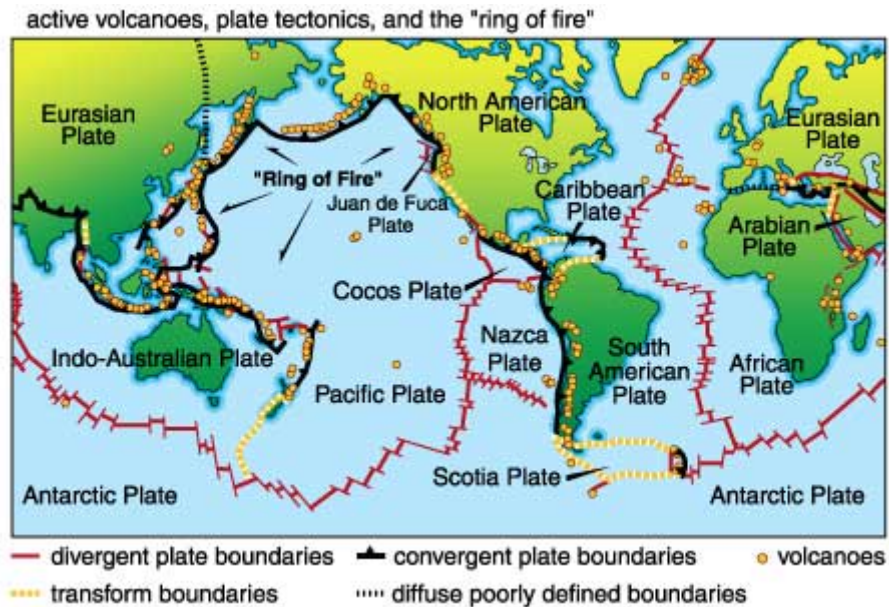 active volcanoes, plate tectonics, and the "ring of fire"
Eurasian
Plate
North American
Plate
Eurasian
Plate
"Ring of Fire"
Juan de Fuca
Plate
Caribbean
Plate
Arabian
Plate
Cocos Plate
Indo-Australian Plate
Pacific Plate
Nazca
Plate
South
American
Plate
African
Plate
Antarctic Plate
Scotia Plate
Antarctic Plate
divergent plate boundaries
convergent plate boundaries
volcanoes
transform boundaries
diffuse poorly defined boundaries